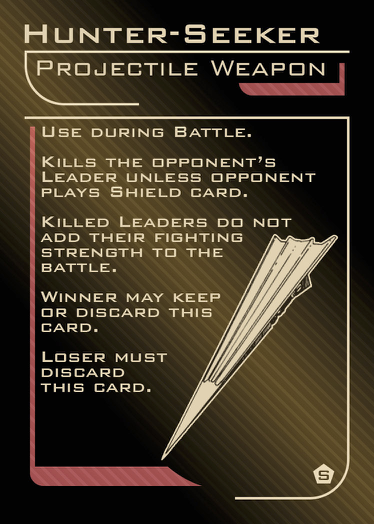 Hunter-Seeker
Projectile Weapon
Use during Battle.
Kills the opponent's
Leader unless opponent
plays Shield card.
Killed Leaders do not
add their fighting
strength to the
battle.
Winner may keep
or discard this
card.
Loser must
discard
this card.
S